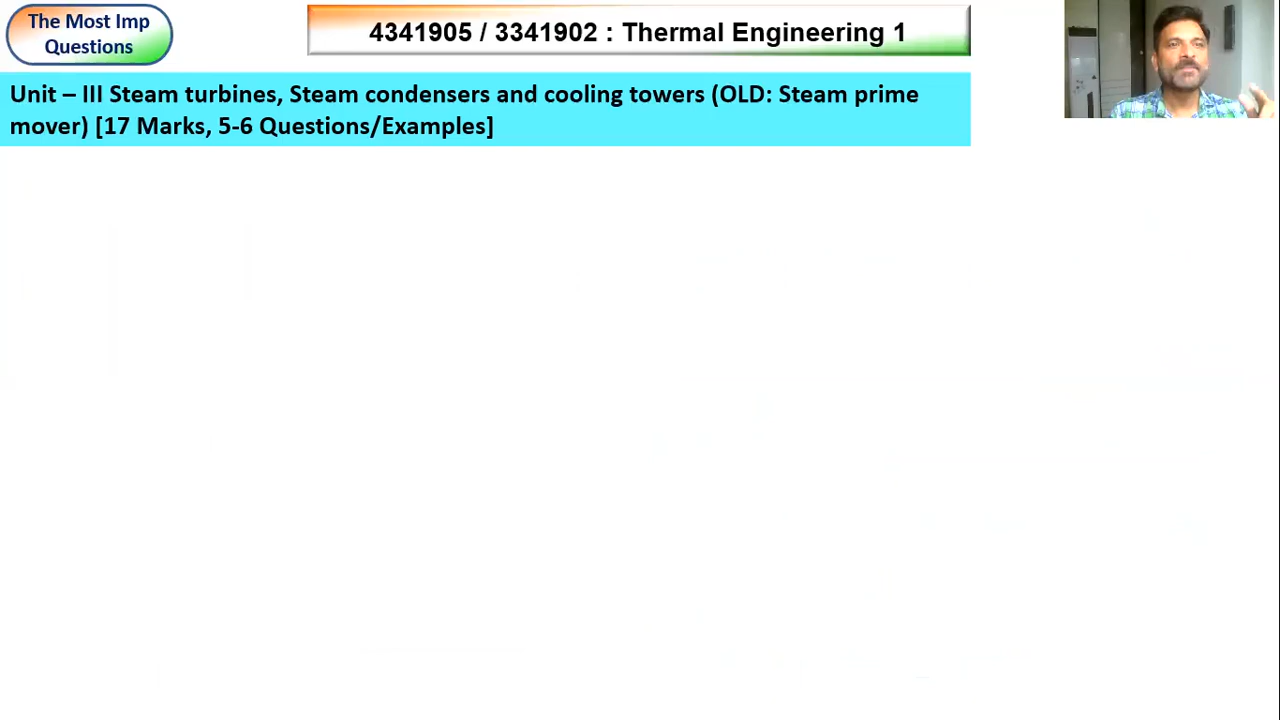 The Most Imp
Questions
4341905 / 3341902 : Thermal Engineering 1
Unit – III Steam turbines, Steam condensers and cooling towers (OLD: Steam prime
mover) [17 Marks, 5-6 Questions/Examples]